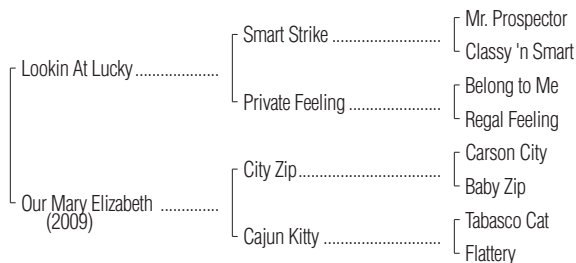 Mr. Prospector
Smart Strike ........................
Classy 'n Smart
Lookin At Lucky ..................
Belong to Me
Private Feeling ....................
Regal Feeling
Carson City
City Zip ...............................
Baby Zip
Our Mary Elizabeth ............
(2009)
Tabasco Cat
Cajun Kitty ..........................
Flattery